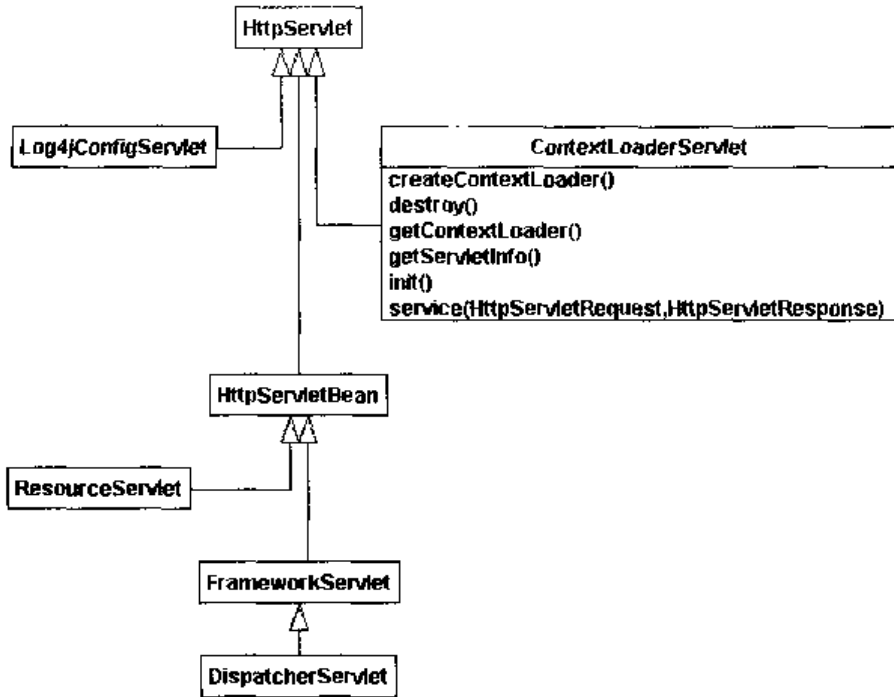 HttpServlet
Log4jConfigServlet
ContextLoaderServlet
createContextLoader()
destroy()
getContextLoader()
getServletInfo()
init()
service(HttpServletRequest,HttpServletResponse)
HttpServletBean
ResourceServlet
FrameworkServlet
DispatcherServlet